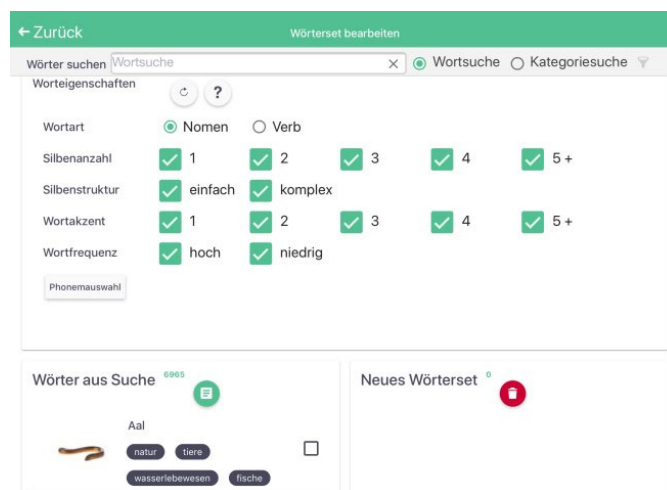 ← Zurück Wörterset bearbeiten
Wörter suchen Wortsuche × Wortsuche Kategoriesuche
Worteigenschaften ?
Wortart Nomen Verb
Silbenanzahl 1 2 3 4 5 +
Silbenstruktur einfach komplex
Wortakzent 1 2 3 4 5 +
Wortfrequenz hoch niedrig
Phonemauswahl
Wörter aus Suche 6965 Neues Wörterset 0
Aal
natur tiere
wasserlebewesen fische